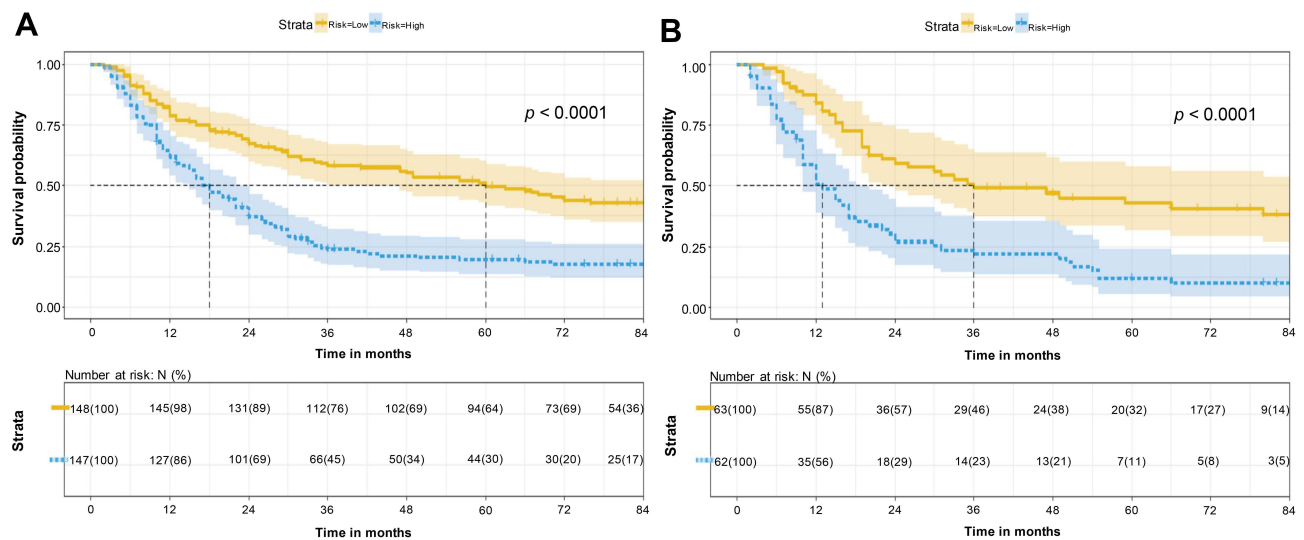 A
Strata Risk=Low Risk=High
Survival probability
1.00
0.75
0.50
0.25
0.00
p < 0.0001
0 12 24 36 48 60 72 84
Time in months
Number at risk: N (%)
Strata
148(100) 145(98) 131(89) 112(76) 102(69) 94(64) 73(69) 54(36)
147(100) 127(86) 101(69) 66(45) 50(34) 44(30) 30(20) 25(17)
0 12 24 36 48 60 72 84
Time in months
B
Strata Risk=Low Risk=High
Survival probability
1.00
0.75
0.50
0.25
0.00
p < 0.0001
0 12 24 36 48 60 72 84
Time in months
Number at risk: N (%)
Strata
63(100) 55(87) 36(57) 29(46) 24(38) 20(32) 17(27) 9(14)
62(100) 35(56) 18(29) 14(23) 13(21) 7(11) 5(8) 3(5)
0 12 24 36 48 60 72 84
Time in months